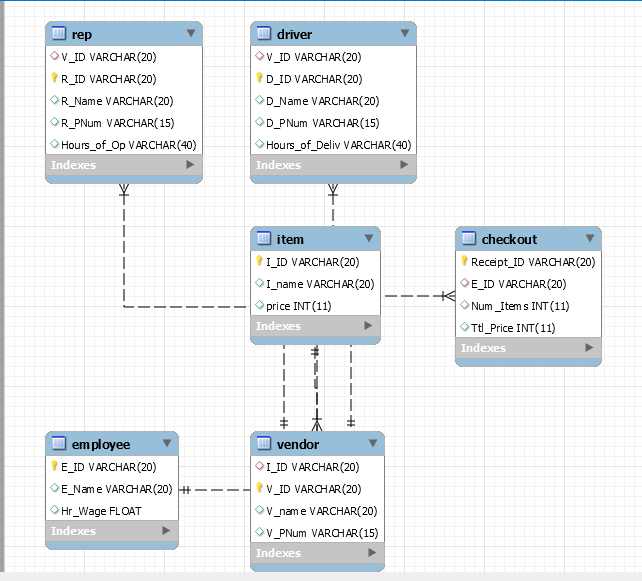 rep
V_ID VARCHAR(20)
R_ID VARCHAR(20)
R_Name VARCHAR(20)
R_PNum VARCHAR(15)
Hours_of_Op VARCHAR(40)
Indexes
driver
V_ID VARCHAR(20)
D_ID VARCHAR(20)
D_Name VARCHAR(20)
D_PNum VARCHAR(15)
Hours_of_Deliv VARCHAR(40)
Indexes
item
I_ID VARCHAR(20)
I_name VARCHAR(20)
price INT(11)
Indexes
checkout
Receipt_ID VARCHAR(20)
E_ID VARCHAR(20)
Num_Items INT(11)
Ttl_Price INT(11)
Indexes
employee
E_ID VARCHAR(20)
E_Name VARCHAR(20)
Hr_Wage FLOAT
Indexes
vendor
I_ID VARCHAR(20)
V_ID VARCHAR(20)
V_name VARCHAR(20)
V_PNum VARCHAR(15)
Indexes